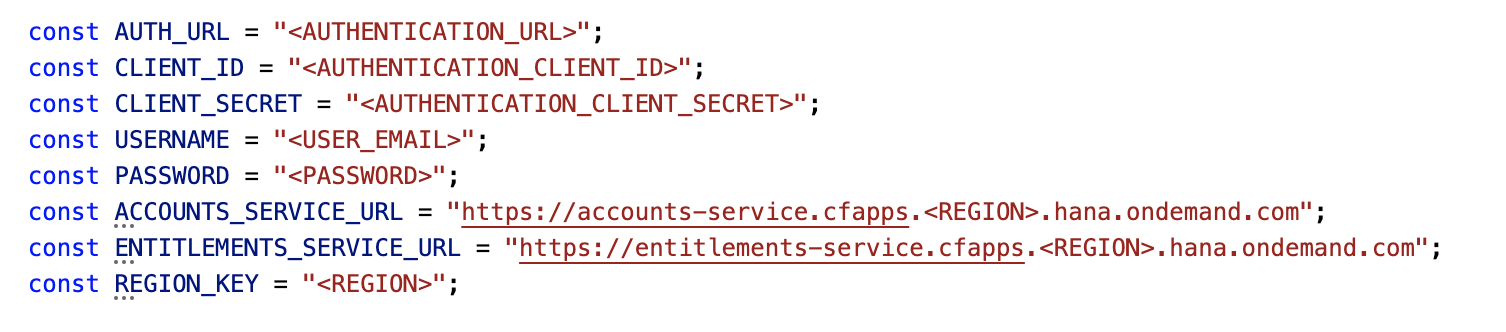 const AUTH_URL = "<AUTHENTICATION_URL>";
const CLIENT_ID = "<AUTHENTICATION_CLIENT_ID>";
const CLIENT_SECRET = "<AUTHENTICATION_CLIENT_SECRET>";
const USERNAME = "<USER_EMAIL>";
const PASSWORD = "<PASSWORD>";
const ACCOUNTS_SERVICE_URL = "https://accounts-service.cfapps.<REGION>.hana.ondemand.com";
const ENTITLEMENTS_SERVICE_URL = "https://entitlements-service.cfapps.<REGION>.hana.ondemand.com";
const REGION_KEY = "<REGION>";